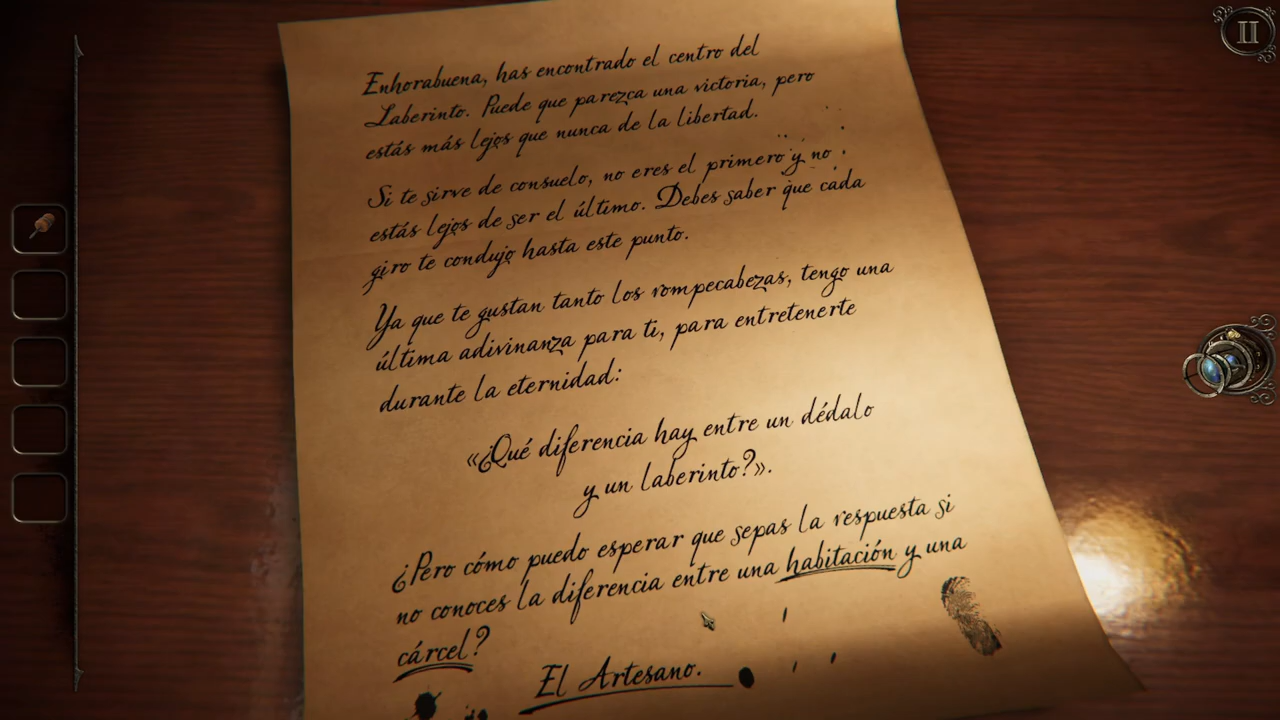 Enhorabuena, has encontrado el centro del
Laberinto. Puede que parezca una victoria, pero
estás más lejos que nunca de la libertad.
Si te sirve de consuelo, no eres el primero y no
estás lejos de ser el último. Debes saber que cada
giro te condujo hasta este punto.
Ya que te gustan tanto los rompecabezas, tengo una
última adivinanza para ti, para entretenerte
durante la eternidad:
«¿Qué diferencia hay entre un dédalo
y un laberinto?».
¿Pero cómo puedo esperar que sepas la respuesta si
no conoces la diferencia entre una habitación y una
cárcel?
El Artesano.